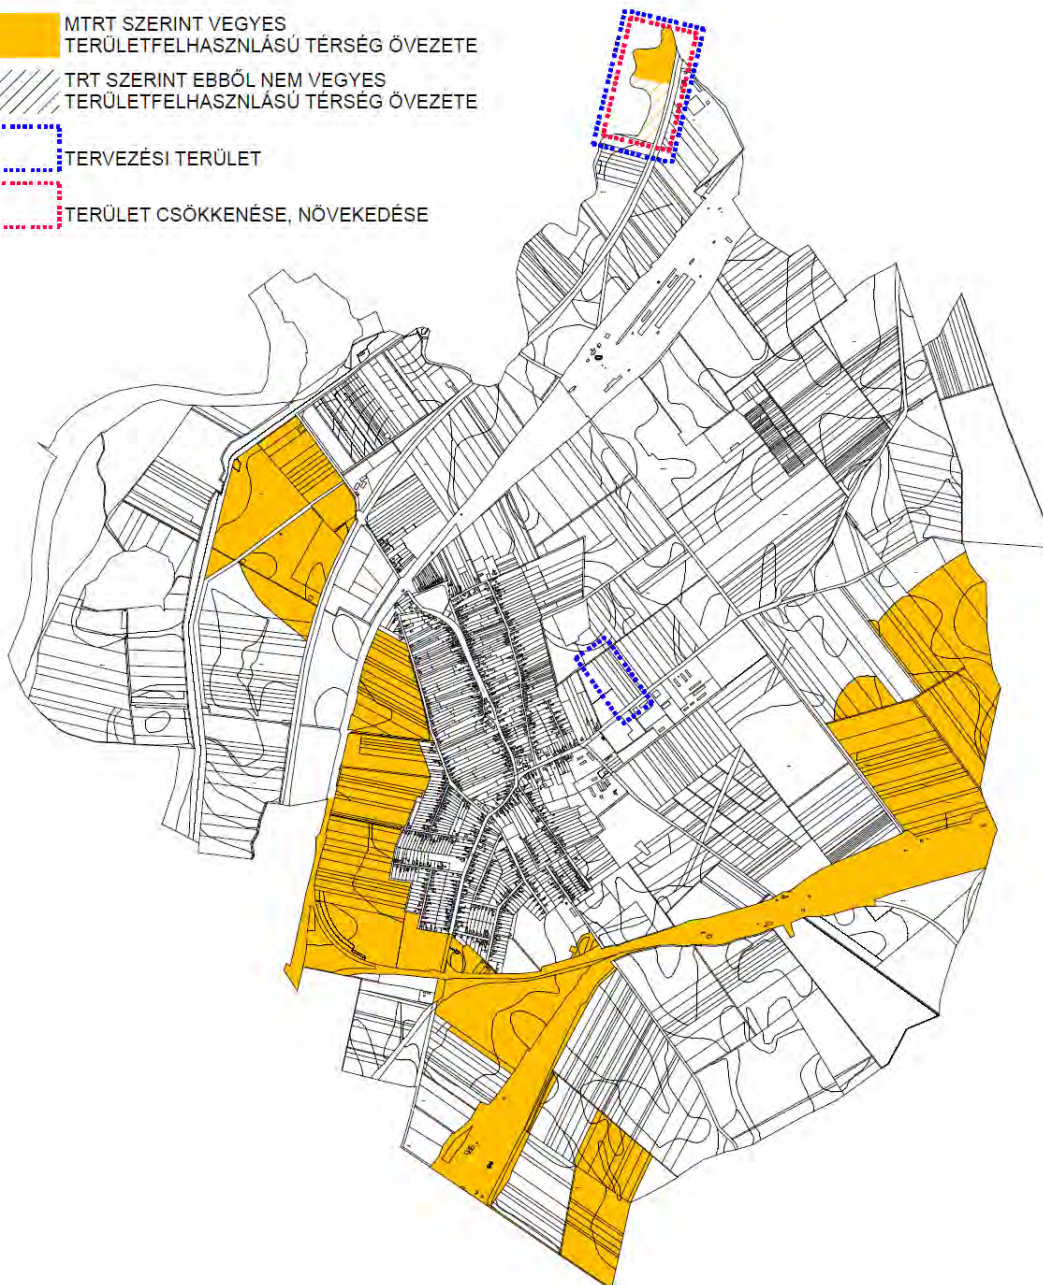 MTRT SZERINT VEGYES
TERÜLETFELHASZNLÁSÚ TÉRSÉG ÖVEZETE
TRT SZERINT EBBŐL NEM VEGYES
TERÜLETFELHASZNLÁSÚ TÉRSÉG ÖVEZETE
TERVEZÉSI TERÜLET
TERÜLET CSÖKKENÉSE, NÖVEKEDÉSE